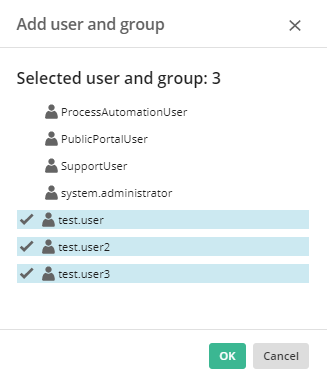 Add user and group
Selected user and group: 3
ProcessAutomationUser
PublicPortalUser
SupportUser
system.administrator
test.user
test.user2
test.user3
OK
Cancel